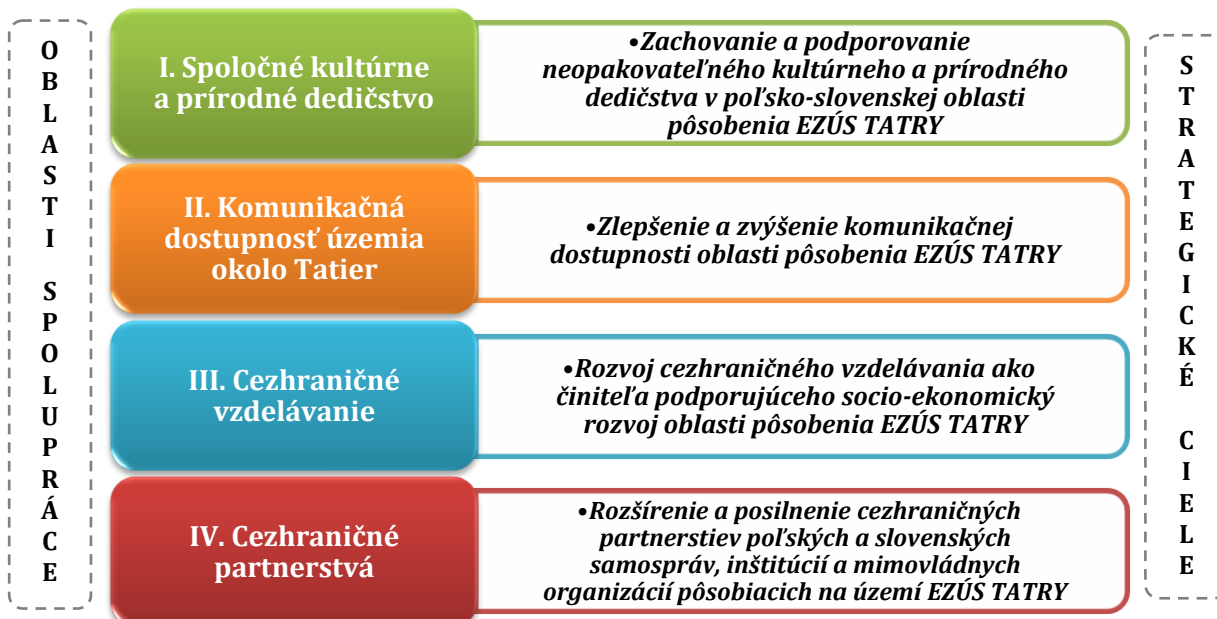 OBLASTI SPOLUPRÁCE
I. Spoločné kultúrne
a prírodné dedičstvo
•Zachovanie a podporovanie
neopakovateľného kultúrneho a prírodného
dedičstva v poľsko-slovenskej oblasti
pôsobenia EZÚS TATRY
II. Komunikačná
dostupnosť územia
okolo Tatier
•Zlepšenie a zvýšenie komunikačnej
dostupnosti oblasti pôsobenia EZÚS TATRY
III. Cezhraničné
vzdelávanie
•Rozvoj cezhraničného vzdelávania ako
činiteľa podporujúceho socio-ekonomický
rozvoj oblasti pôsobenia EZÚS TATRY
IV. Cezhraničné
partnerstvá
•Rozšírenie a posilnenie cezhraničných
partnerstiev poľských a slovenských
samospráv, inštitúcií a mimovládnych
organizácií pôsobiacich na území EZÚS TATRY
STRATEGICKÉ CIELE